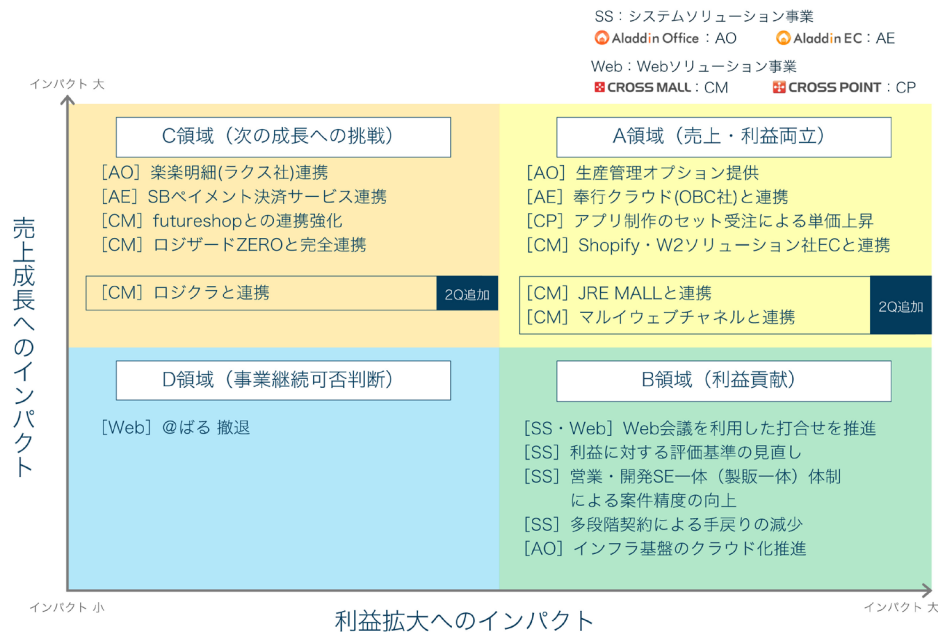 SS：システムソリューション事業
Aladdin Office：AO
Aladdin EC：AE
Web：Webソリューション事業
CROSS MALL：CM
CROSS POINT：CP
インパクト 大
売上成長へのインパクト
C領域（次の成長への挑戦）
［AO］楽楽明細(ラクス社)連携
［AE］SBペイメント決済サービス連携
［CM］futureshopとの連携強化
［CM］ロジザードZEROと完全連携
［CM］ロジクラと連携
2Q追加
A領域（売上・利益両立）
［AO］生産管理オプション提供
［AE］奉行クラウド(OBC社)と連携
［CP］アプリ制作のセット受注による単価上昇
［CM］Shopify・W2ソリューション社ECと連携
［CM］JRE MALLと連携
［CM］マルイウェブチャネルと連携
2Q追加
D領域（事業継続可否判断）
［Web］＠ばる 撤退
B領域（利益貢献）
［SS・Web］Web会議を利用した打合せを推進
［SS］利益に対する評価基準の見直し
［SS］営業・開発SE一体（製販一体）体制
による案件精度の向上
［SS］多段階契約による手戻りの減少
［AO］インフラ基盤のクラウド化推進
インパクト 小
利益拡大へのインパクト
インパクト 大